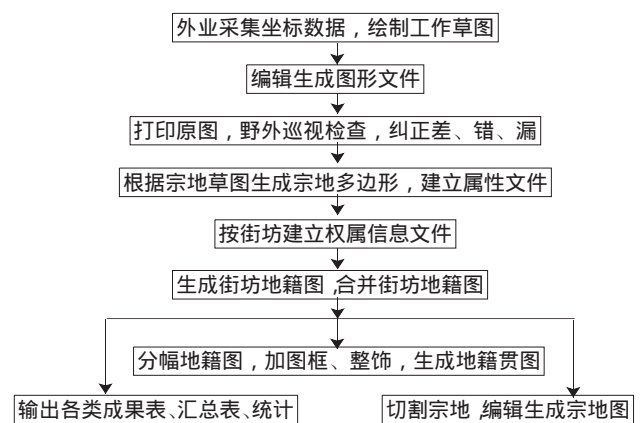 外业采集坐标数据，绘制工作草图
编辑生成图形文件
打印原图，野外巡视检查，纠正差、错、漏
根据宗地草图生成宗地多边形，建立属性文件
按街坊建立权属信息文件
生成街坊地籍图,合并街坊地籍图
分幅地籍图，加图框、整饰，生成地籍贯图
输出各类成果表、汇总表、统计
切割宗地,编辑生成宗地图